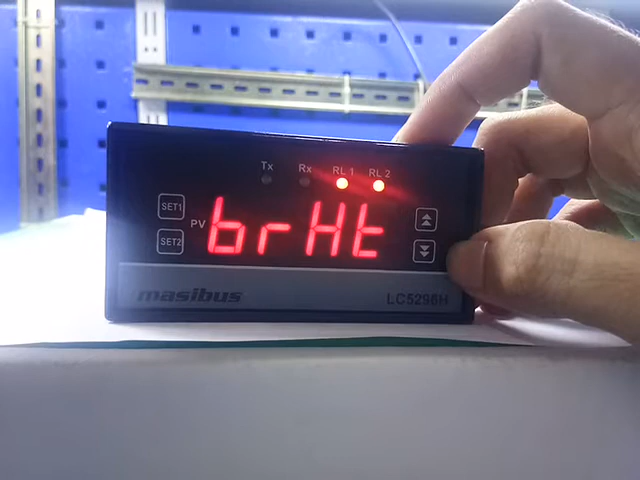 Tx Rx RL 1 RL 2
SET1
PV brHt
SET2
masibus LC5296H